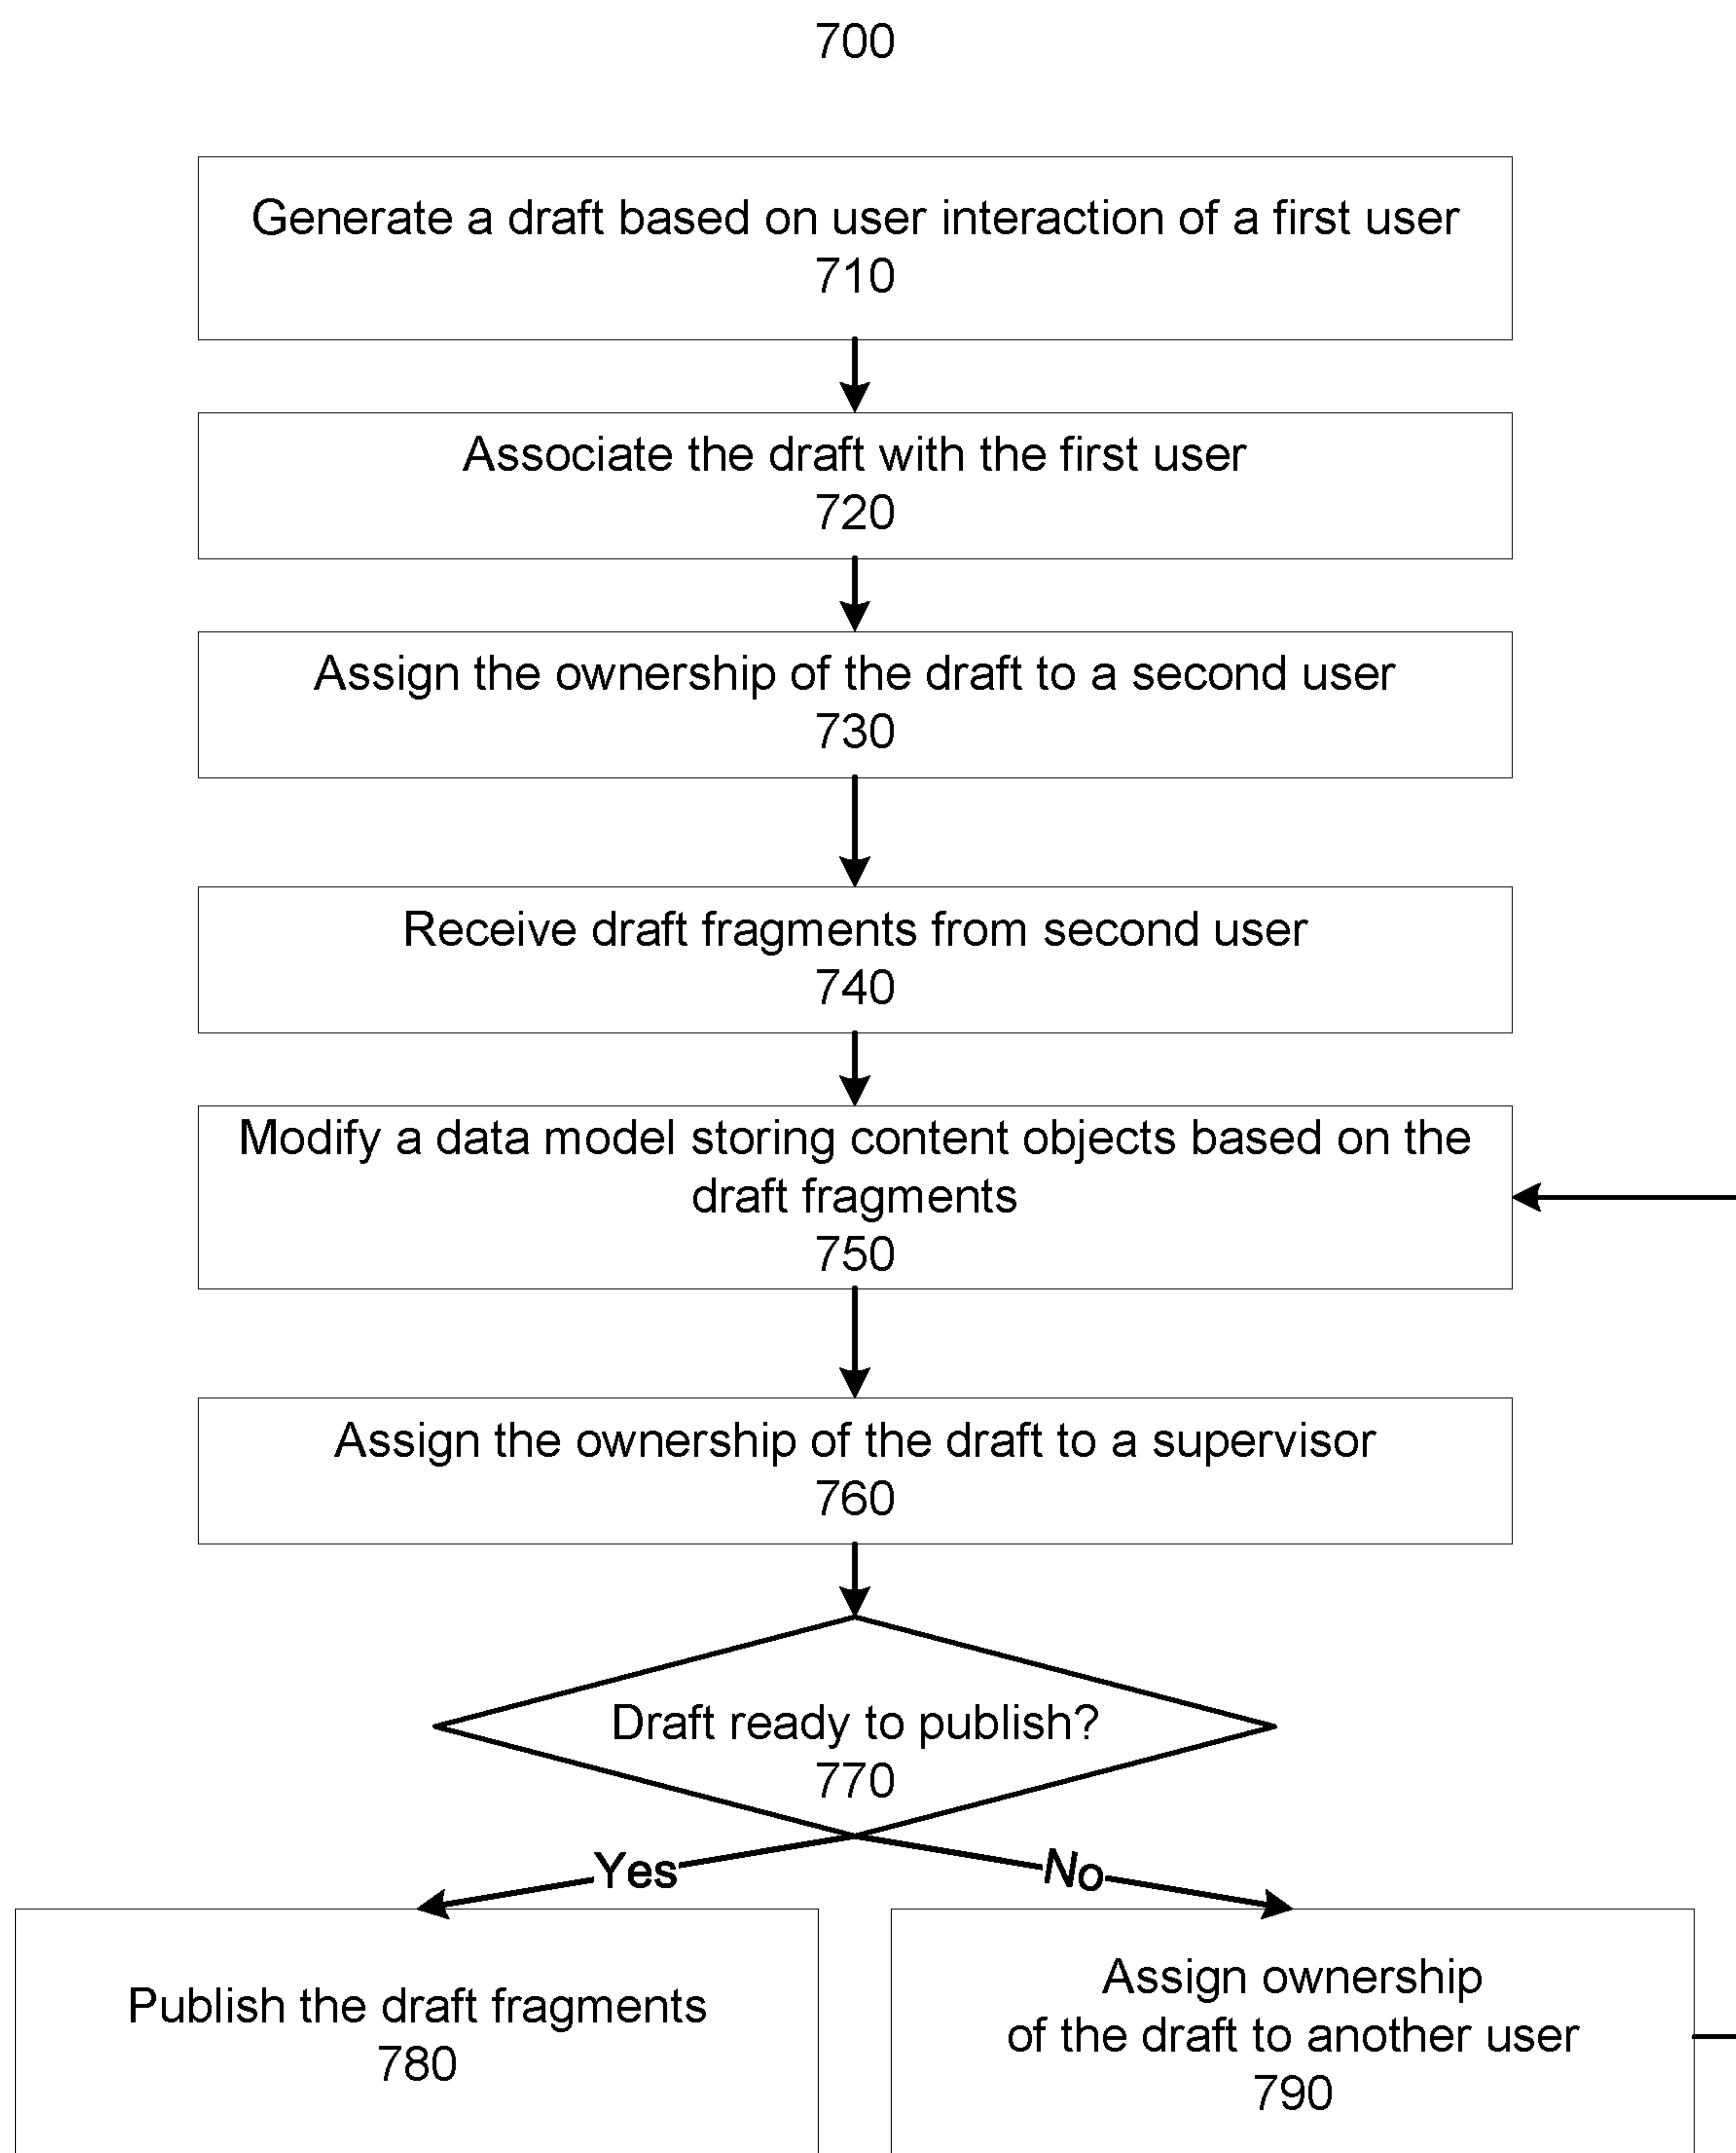 700
Generate a draft based on user interaction of a first user
710
Associate the draft with the first user
720
Assign the ownership of the draft to a second user
730
Receive draft fragments from second user
740
Modify a data model storing content objects based on the
draft fragments
750
Assign the ownership of the draft to a supervisor
760
Draft ready to publish?
770
Yes
No
Publish the draft fragments
780
Assign ownership
of the draft to another user
790